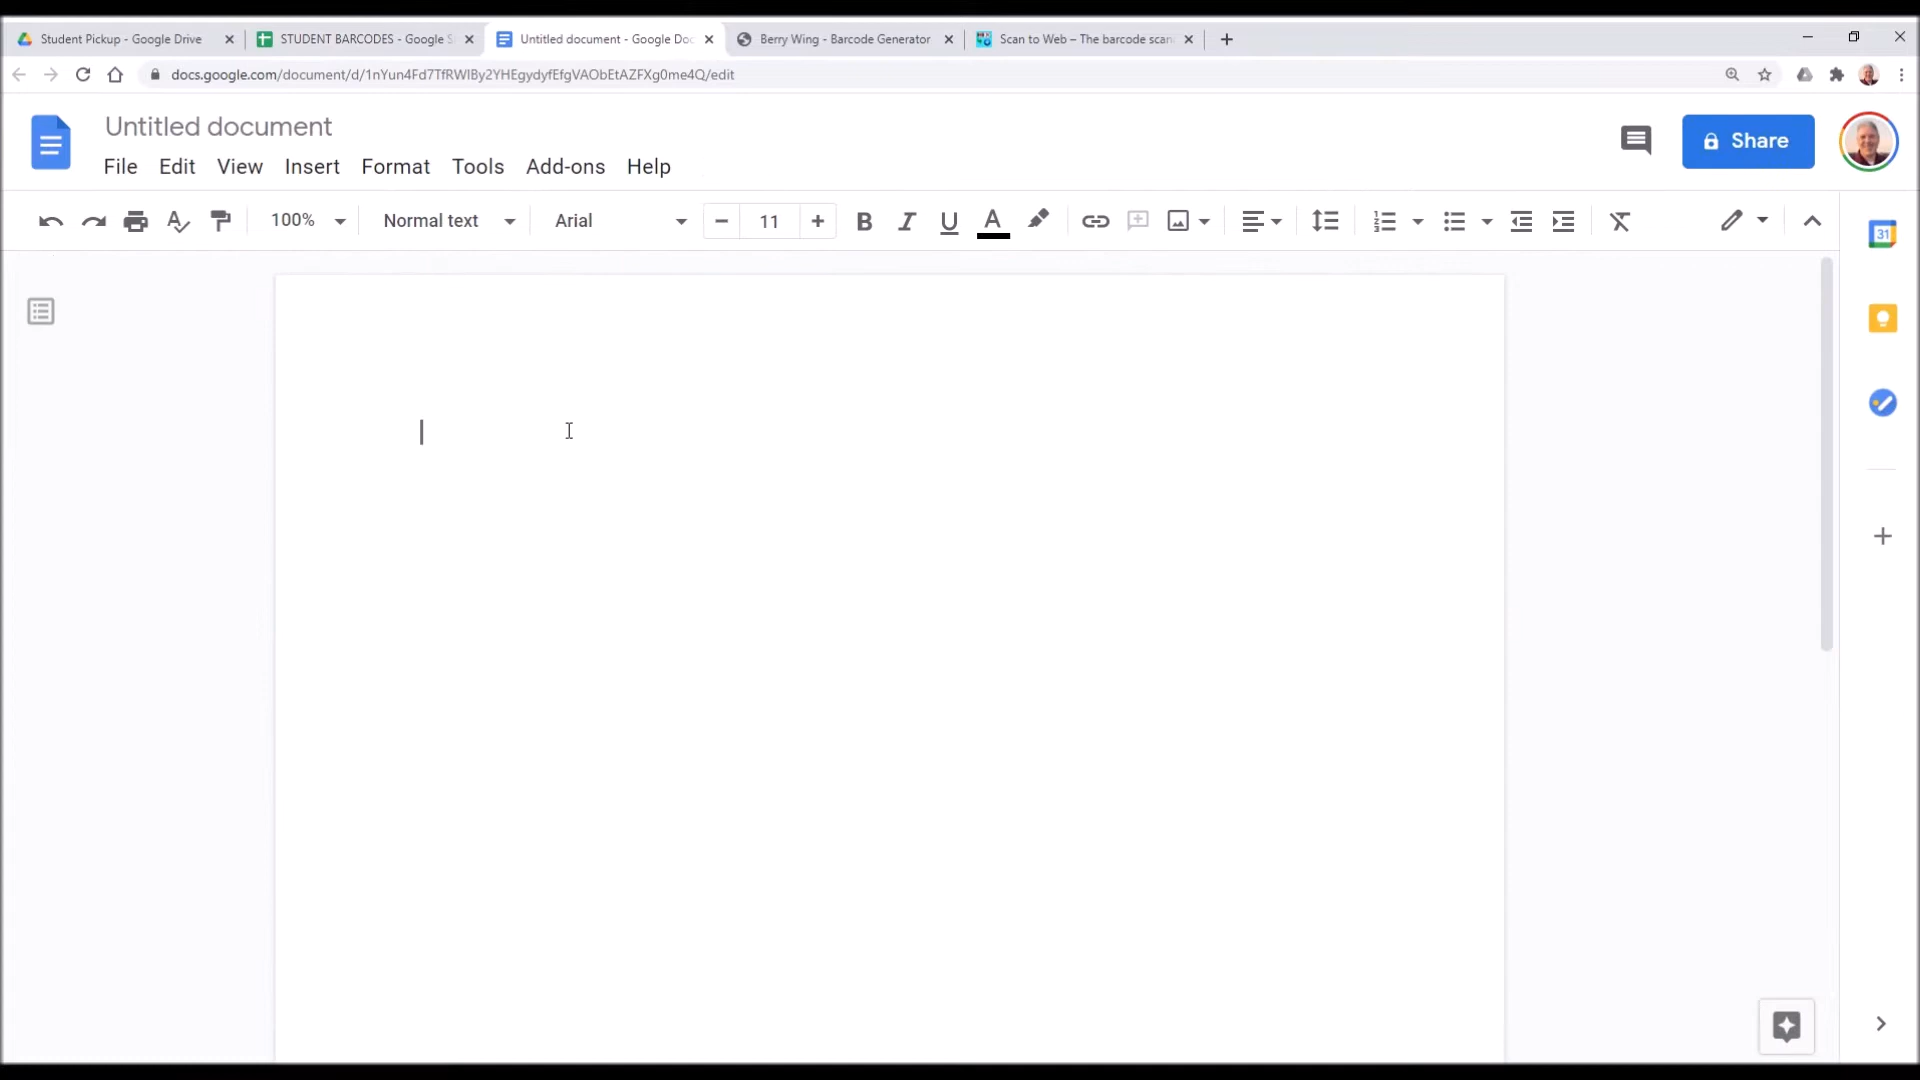 Student Pickup - Google Drive
STUDENT BARCODES - Google S
Untitled document - Google Doc
Berry Wing - Barcode Generator
Scan to Web – The barcode scan
docs.google.com/document/d/1nYun4Fd7TfRWIBy2YHEgydyfEfgVAObEtAZFXg0me4Q/edit
Untitled document
File Edit View Insert Format Tools Add-ons Help
Share
100% Normal text Arial 11 B I U A
31